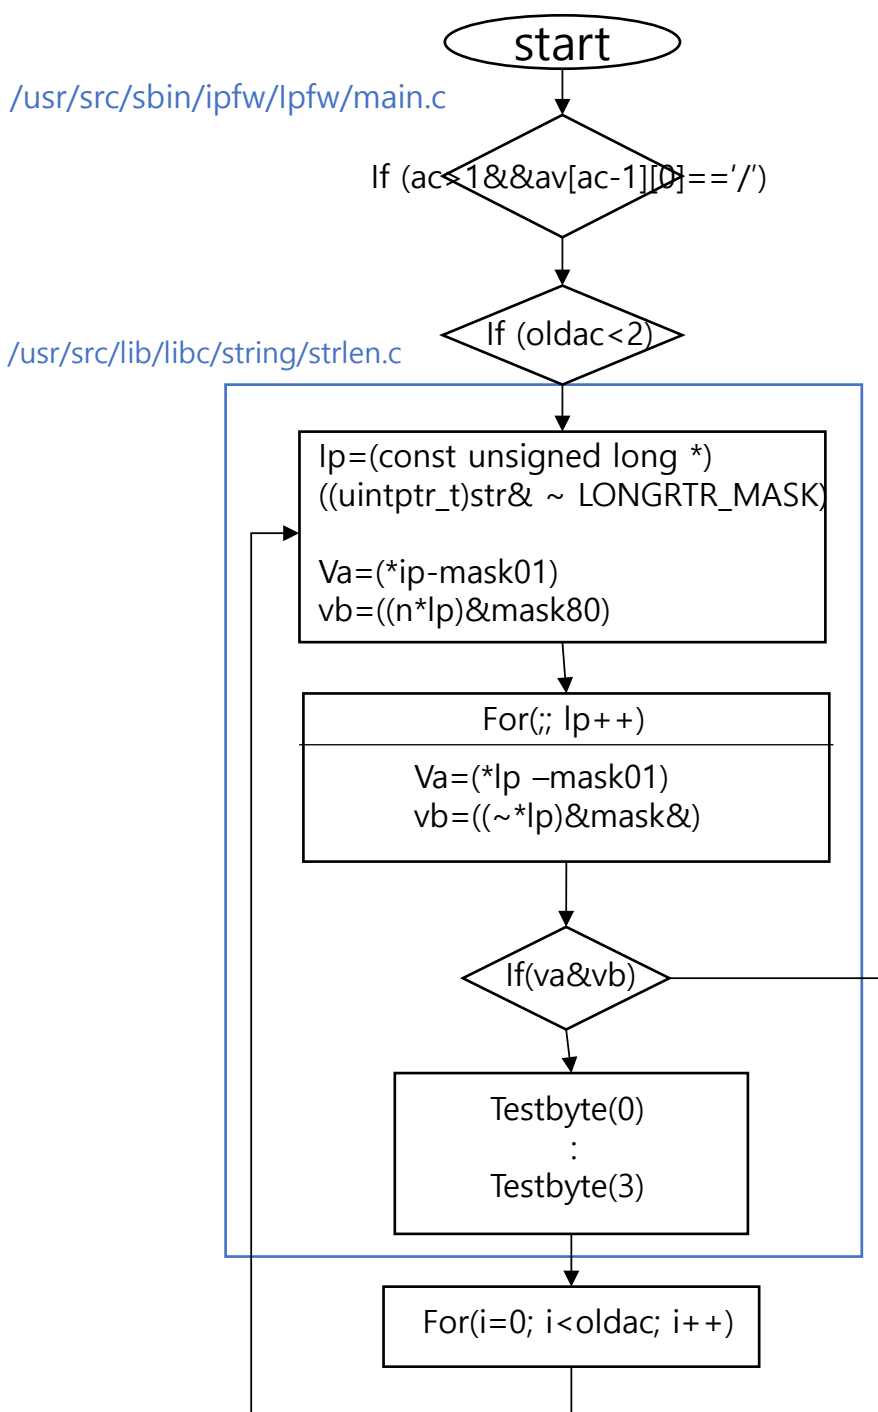 start
/usr/src/sbin/ipfw/Ipfw/main.c
If (ac>1&&av[ac-1][0]=='/')
If (oldac<2)
/usr/src/lib/libc/string/strlen.c
lp=(const unsigned long *)
((uintptr_t)str& ~ LONGRTR_MASK)
Va=(*ip-mask01)
vb=((n*lp)&mask80)
For(;; lp++)
Va=(*lp –mask01)
vb=((~*lp)&mask&)
If(va&vb)
Testbyte(0)
:
Testbyte(3)
For(i=0; i<oldac; i++)